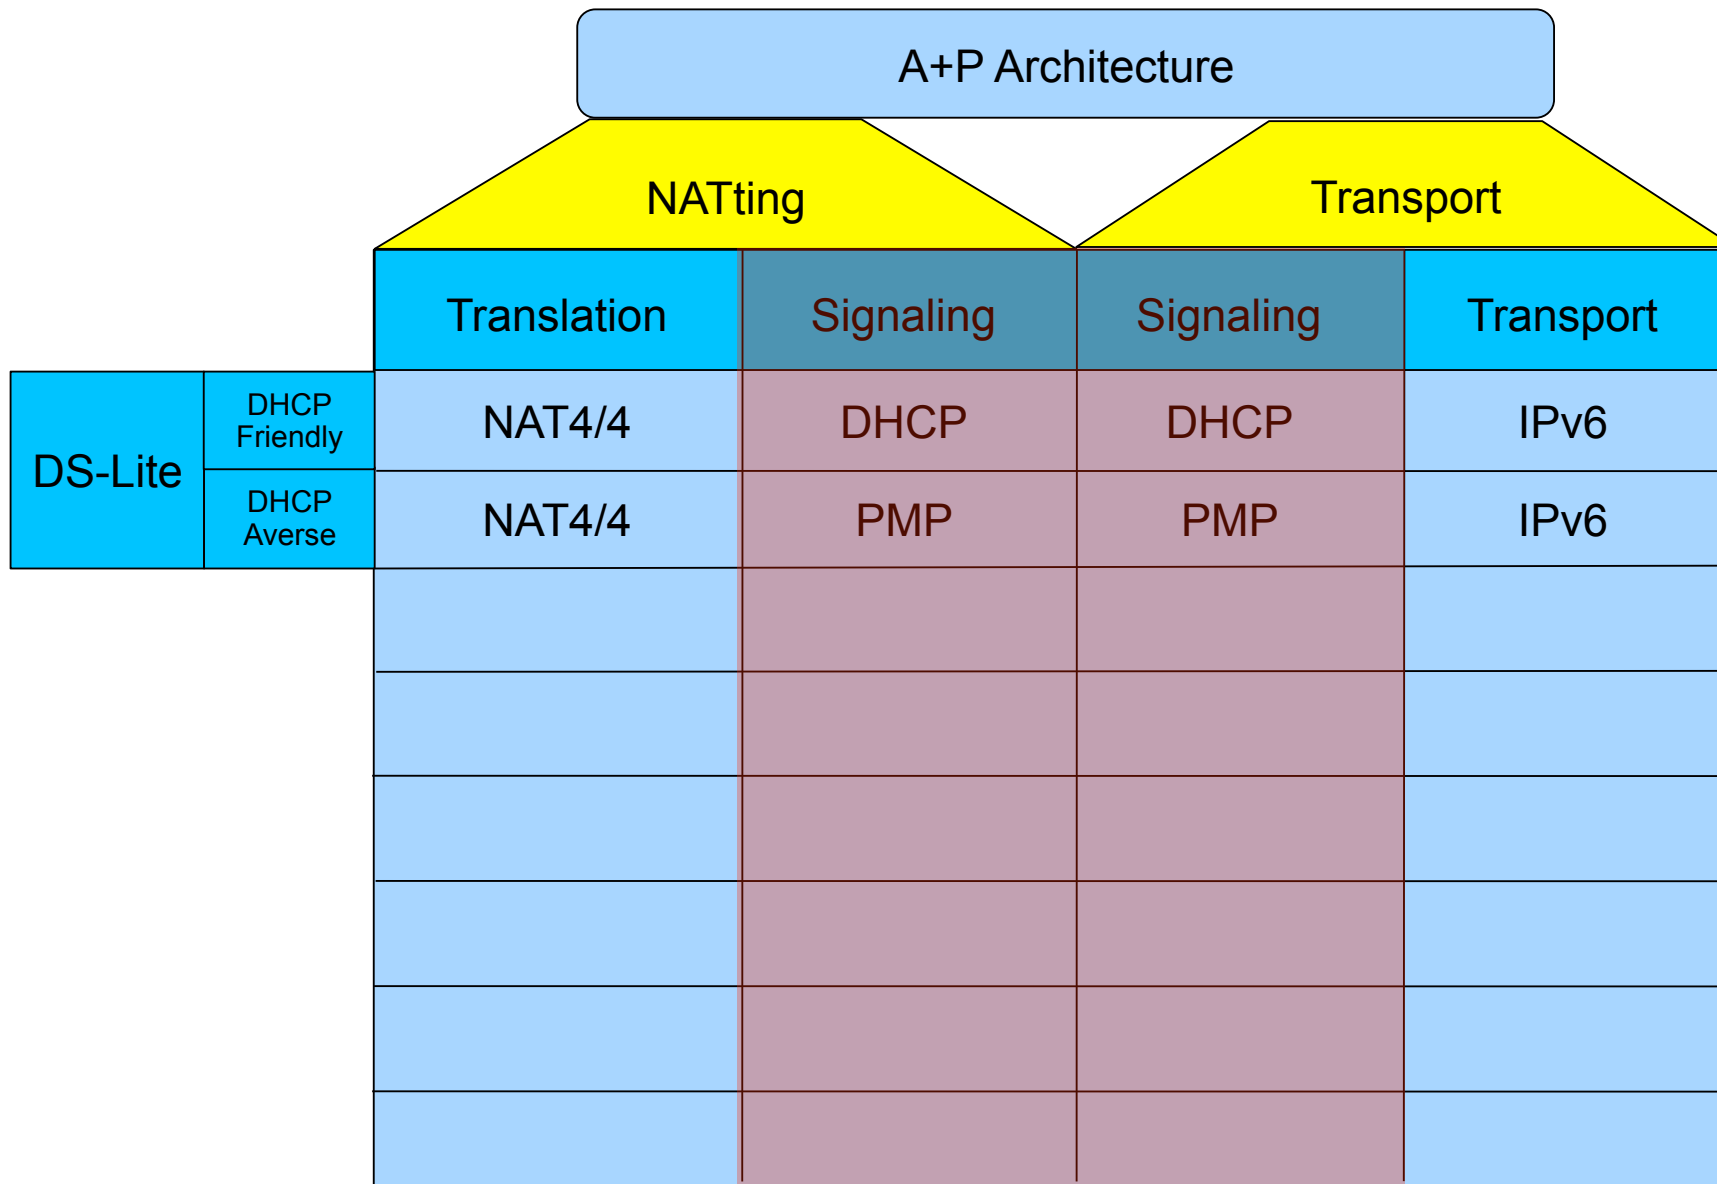 A+P Architecture
NATting
Transport
Translation
Signaling
Signaling
Transport
DS-Lite
DHCP
Friendly
NAT4/4
DHCP
DHCP
IPv6
DHCP
Averse
NAT4/4
PMP
PMP
IPv6